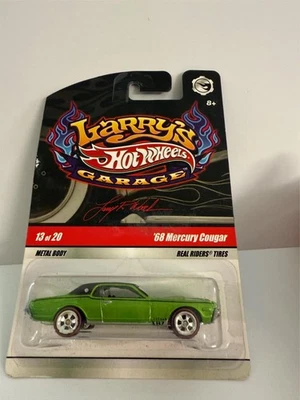 8+
Larry's
Hot Wheels
GARAGE
13 of 20
'68 Mercury Cougar
METAL BODY
REAL RIDERS TIRES